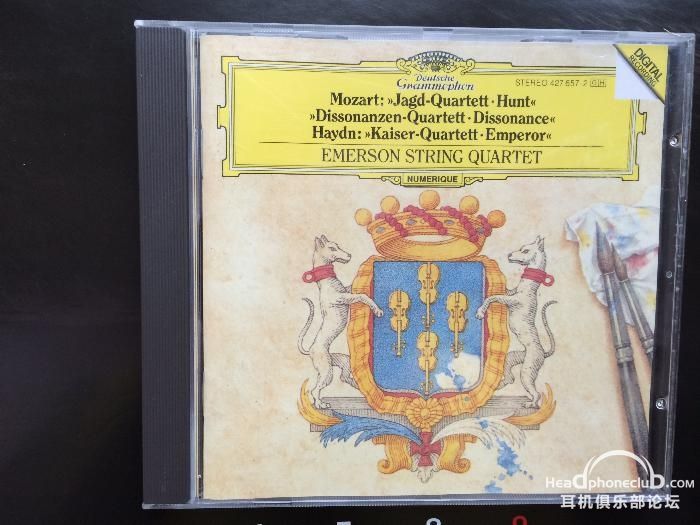 DIGITAL
RECORDING
Deutsche
Grammophon
STEREO 427 657-2 GH
Mozart: »Jagd-Quartett · Hunt«
»Dissonanzen-Quartett · Dissonance«
Haydn: »Kaiser-Quartett · Emperor«
EMERSON STRING QUARTET
NUMERIQUE
HeadphoneclubD.com
耳机俱乐部论坛